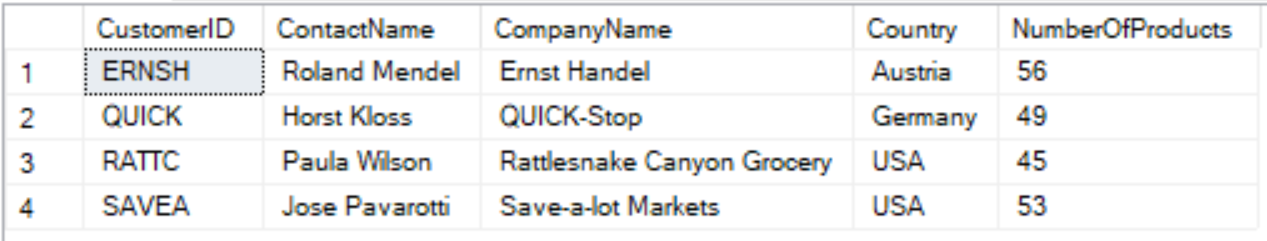 CustomerID ContactName CompanyName Country NumberOfProducts
1 ERNSH Roland Mendel Ernst Handel Austria 56
2 QUICK Horst Kloss QUICK-Stop Germany 49
3 RATTC Paula Wilson Rattlesnake Canyon Grocery USA 45
4 SAVEA Jose Pavarotti Save-a-lot Markets USA 53